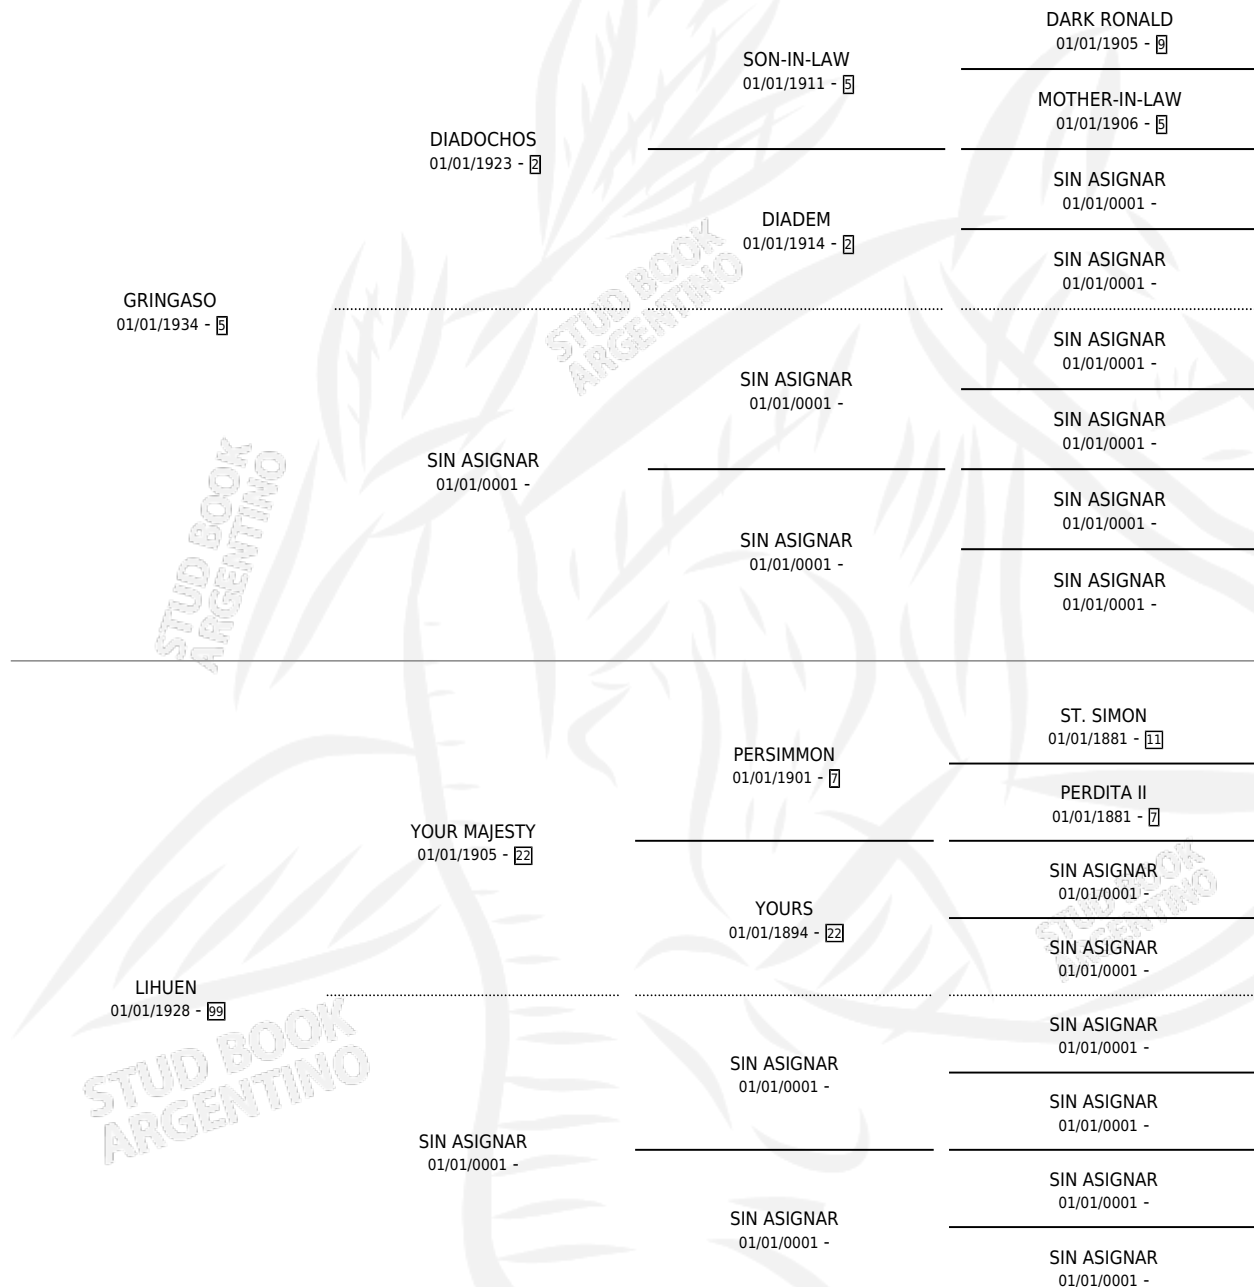 DARK RONALD
01/01/1905 - 9
SON-IN-LAW
01/01/1911 - 5
MOTHER-IN-LAW
01/01/1906 - 5
DIADOCHOS
01/01/1923 - 2
SIN ASIGNAR
01/01/0001 -
DIADEM
01/01/1914 - 2
SIN ASIGNAR
01/01/0001 -
GRINGASO
01/01/1934 - 5
SIN ASIGNAR
01/01/0001 -
SIN ASIGNAR
01/01/0001 -
SIN ASIGNAR
01/01/0001 -
SIN ASIGNAR
01/01/0001 -
SIN ASIGNAR
01/01/0001 -
SIN ASIGNAR
01/01/0001 -
SIN ASIGNAR
01/01/0001 -
STUD BOOK
ARGENTINO
STUD BOOK
ARGENTINO
ST. SIMON
01/01/1881 - 11
PERSIMMON
01/01/1901 - 7
PERDITA II
01/01/1881 - 7
YOUR MAJESTY
01/01/1905 - 22
SIN ASIGNAR
01/01/0001 -
YOURS
01/01/1894 - 22
SIN ASIGNAR
01/01/0001 -
STUD BOOK
ARGENTINO
LIHUEN
01/01/1928 - 99
SIN ASIGNAR
01/01/0001 -
SIN ASIGNAR
01/01/0001 -
SIN ASIGNAR
01/01/0001 -
STUD BOOK
ARGENTINO
SIN ASIGNAR
01/01/0001 -
SIN ASIGNAR
01/01/0001 -
SIN ASIGNAR
01/01/0001 -
SIN ASIGNAR
01/01/0001 -